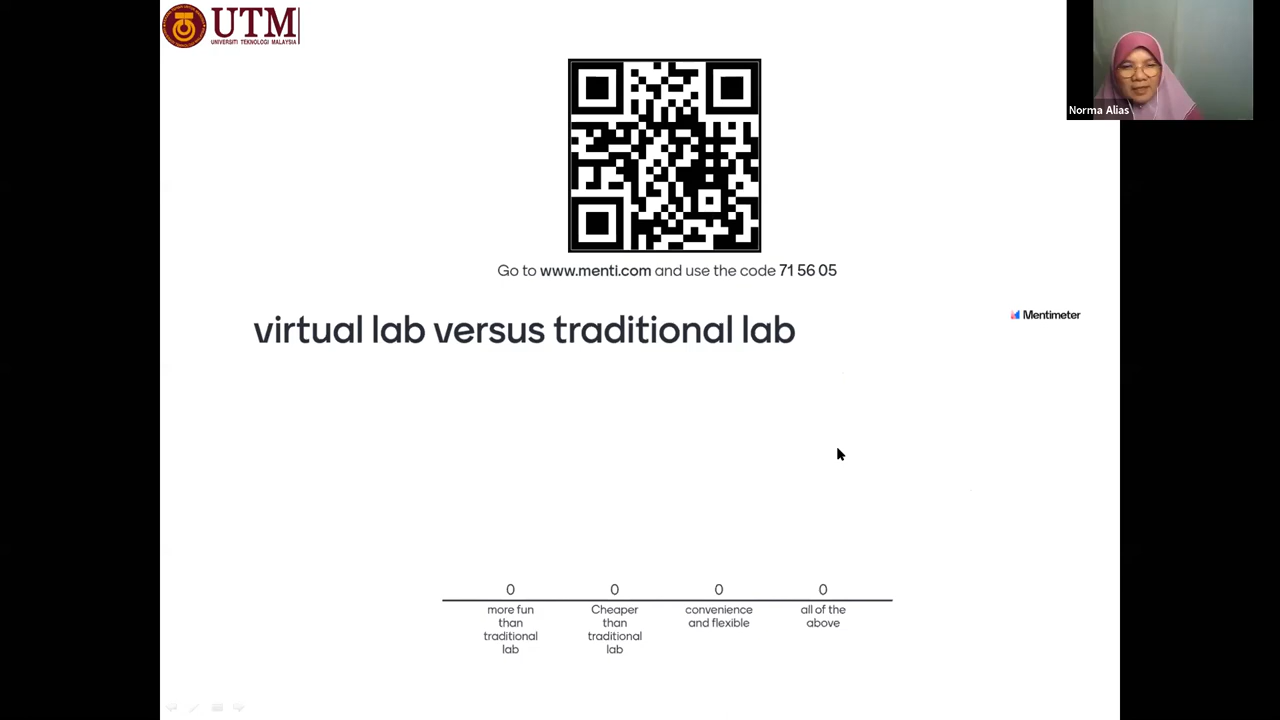 UTM
UNIVERSITI TEKNOLOGI MALAYSIA
Norma Alias
Go to www.menti.com and use the code 71 56 05
Mentimeter
virtual lab versus traditional lab
0
more fun
than
traditional
lab
0
Cheaper
than
traditional
lab
0
convenience
and flexible
0
all of the
above